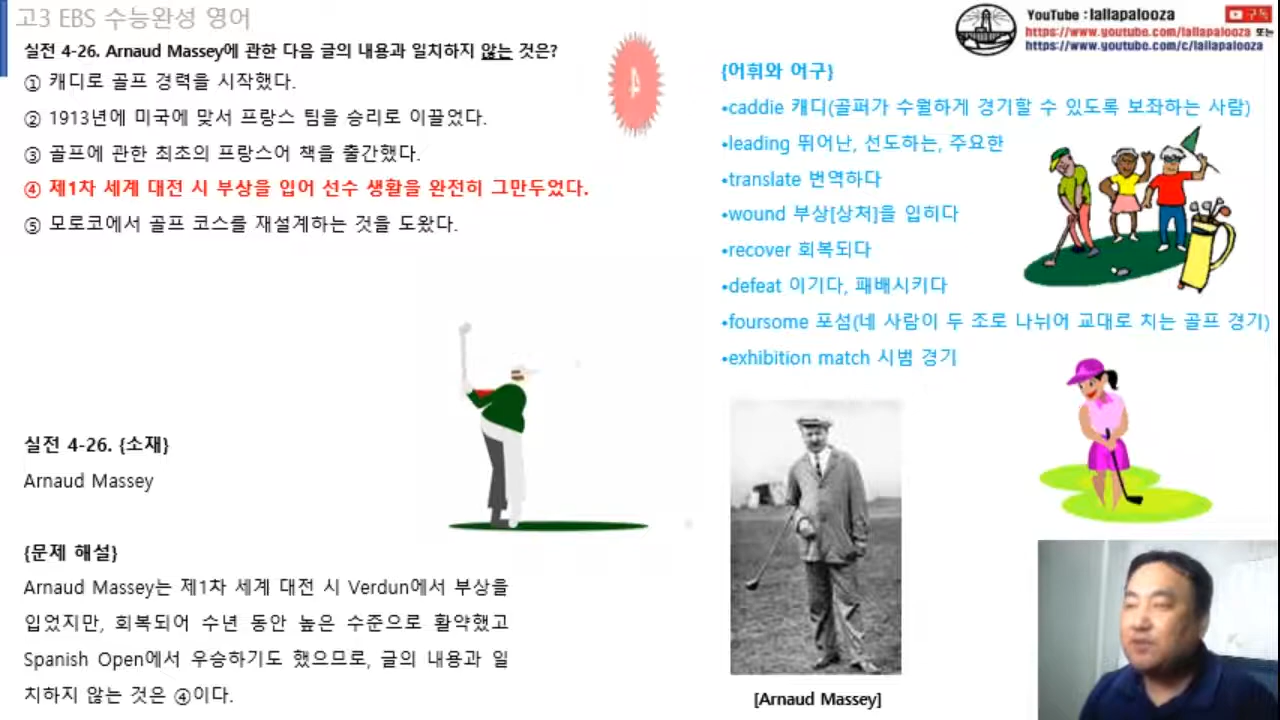 고3 EBS 수능완성 영어
실전 4-26. Arnaud Massey에 관한 다음 글의 내용과 일치하지 않는 것은?
① 캐디로 골프 경력을 시작했다.
② 1913년에 미국에 맞서 프랑스 팀을 승리로 이끌었다.
③ 골프에 관한 최초의 프랑스어 책을 출간했다.
④ 제1차 세계 대전 시 부상을 입어 선수 생활을 완전히 그만두었다.
⑤ 모로코에서 골프 코스를 재설계하는 것을 도왔다.
4
실전 4-26. {소재}
Arnaud Massey
{문제 해설}
Arnaud Massey는 제1차 세계 대전 시 Verdun에서 부상을
입었지만, 회복되어 수년 동안 높은 수준으로 활약했고
Spanish Open에서 우승하기도 했으므로, 글의 내용과 일
치하지 않는 것은 ④이다.
YouTube : lallapalooza
구독
https://www.youtube.com/lallapalooza 또는
https://www.youtube.com/c/lallapalooza
{어휘와 어구}
•caddie 캐디(골퍼가 수월하게 경기할 수 있도록 보좌하는 사람)
•leading 뛰어난, 선도하는, 주요한
•translate 번역하다
•wound 부상[상처]을 입히다
•recover 회복되다
•defeat 이기다, 패배시키다
•foursome 포섬(네 사람이 두 조로 나뉘어 교대로 치는 골프 경기)
•exhibition match 시범 경기
[Arnaud Massey]